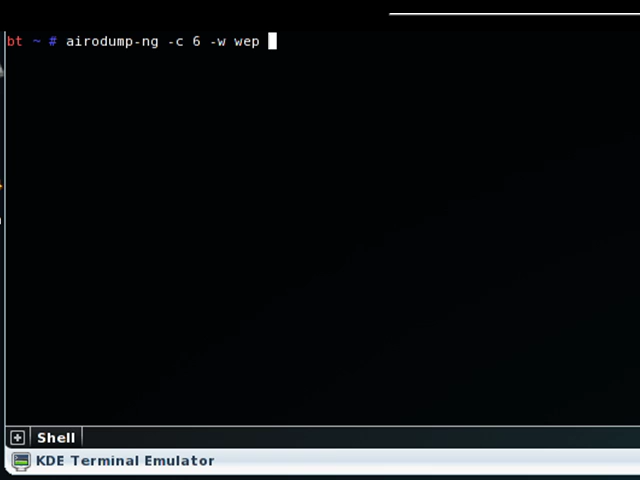 bt ~ # airodump-ng -c 6 -w wep
Shell
KDE Terminal Emulator